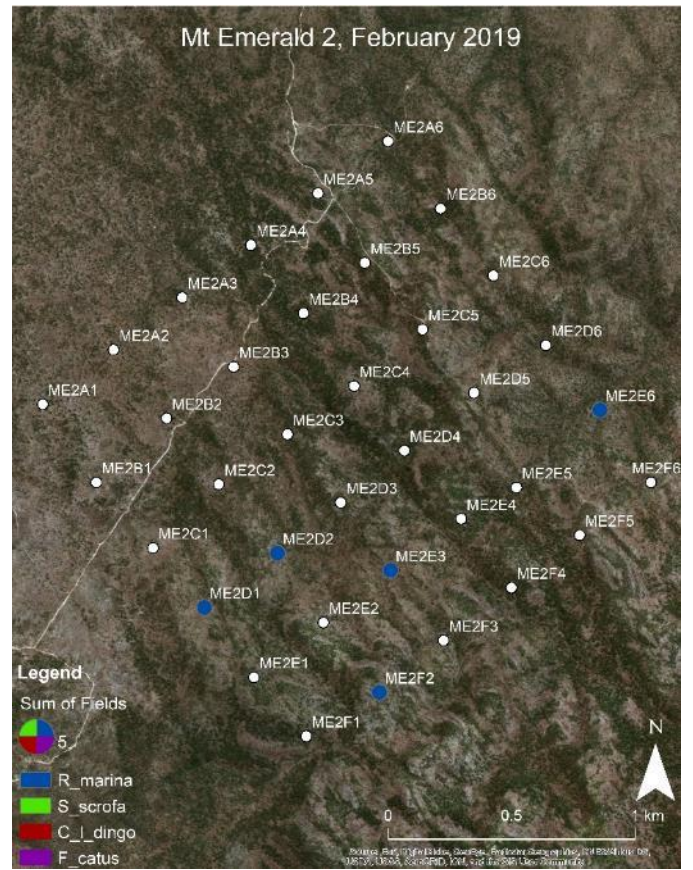 Mt Emerald 2, February 2019
ME2A6
ME2A5
ME2B6
ME2A4
ME2B5
ME2C6
ME2A3
ME2B4
ME2C5
ME2D6
ME2A2
ME2B3
ME2C4
ME2D5
ME2A1
ME2E6
ME2B2
ME2C3
ME2D4
ME2B1
ME2C2
ME2E5
ME2F6
ME2D3
ME2E4
ME2C1
ME2D2
ME2F5
ME2E3
ME2F4
ME2D1
ME2E2
ME2F3
ME2E1
ME2F2
ME2F1
Legend
Sum of Fields
5
R_marina
S_scrofa
C_l_dingo
F_catus
N
0 0.5 1 km